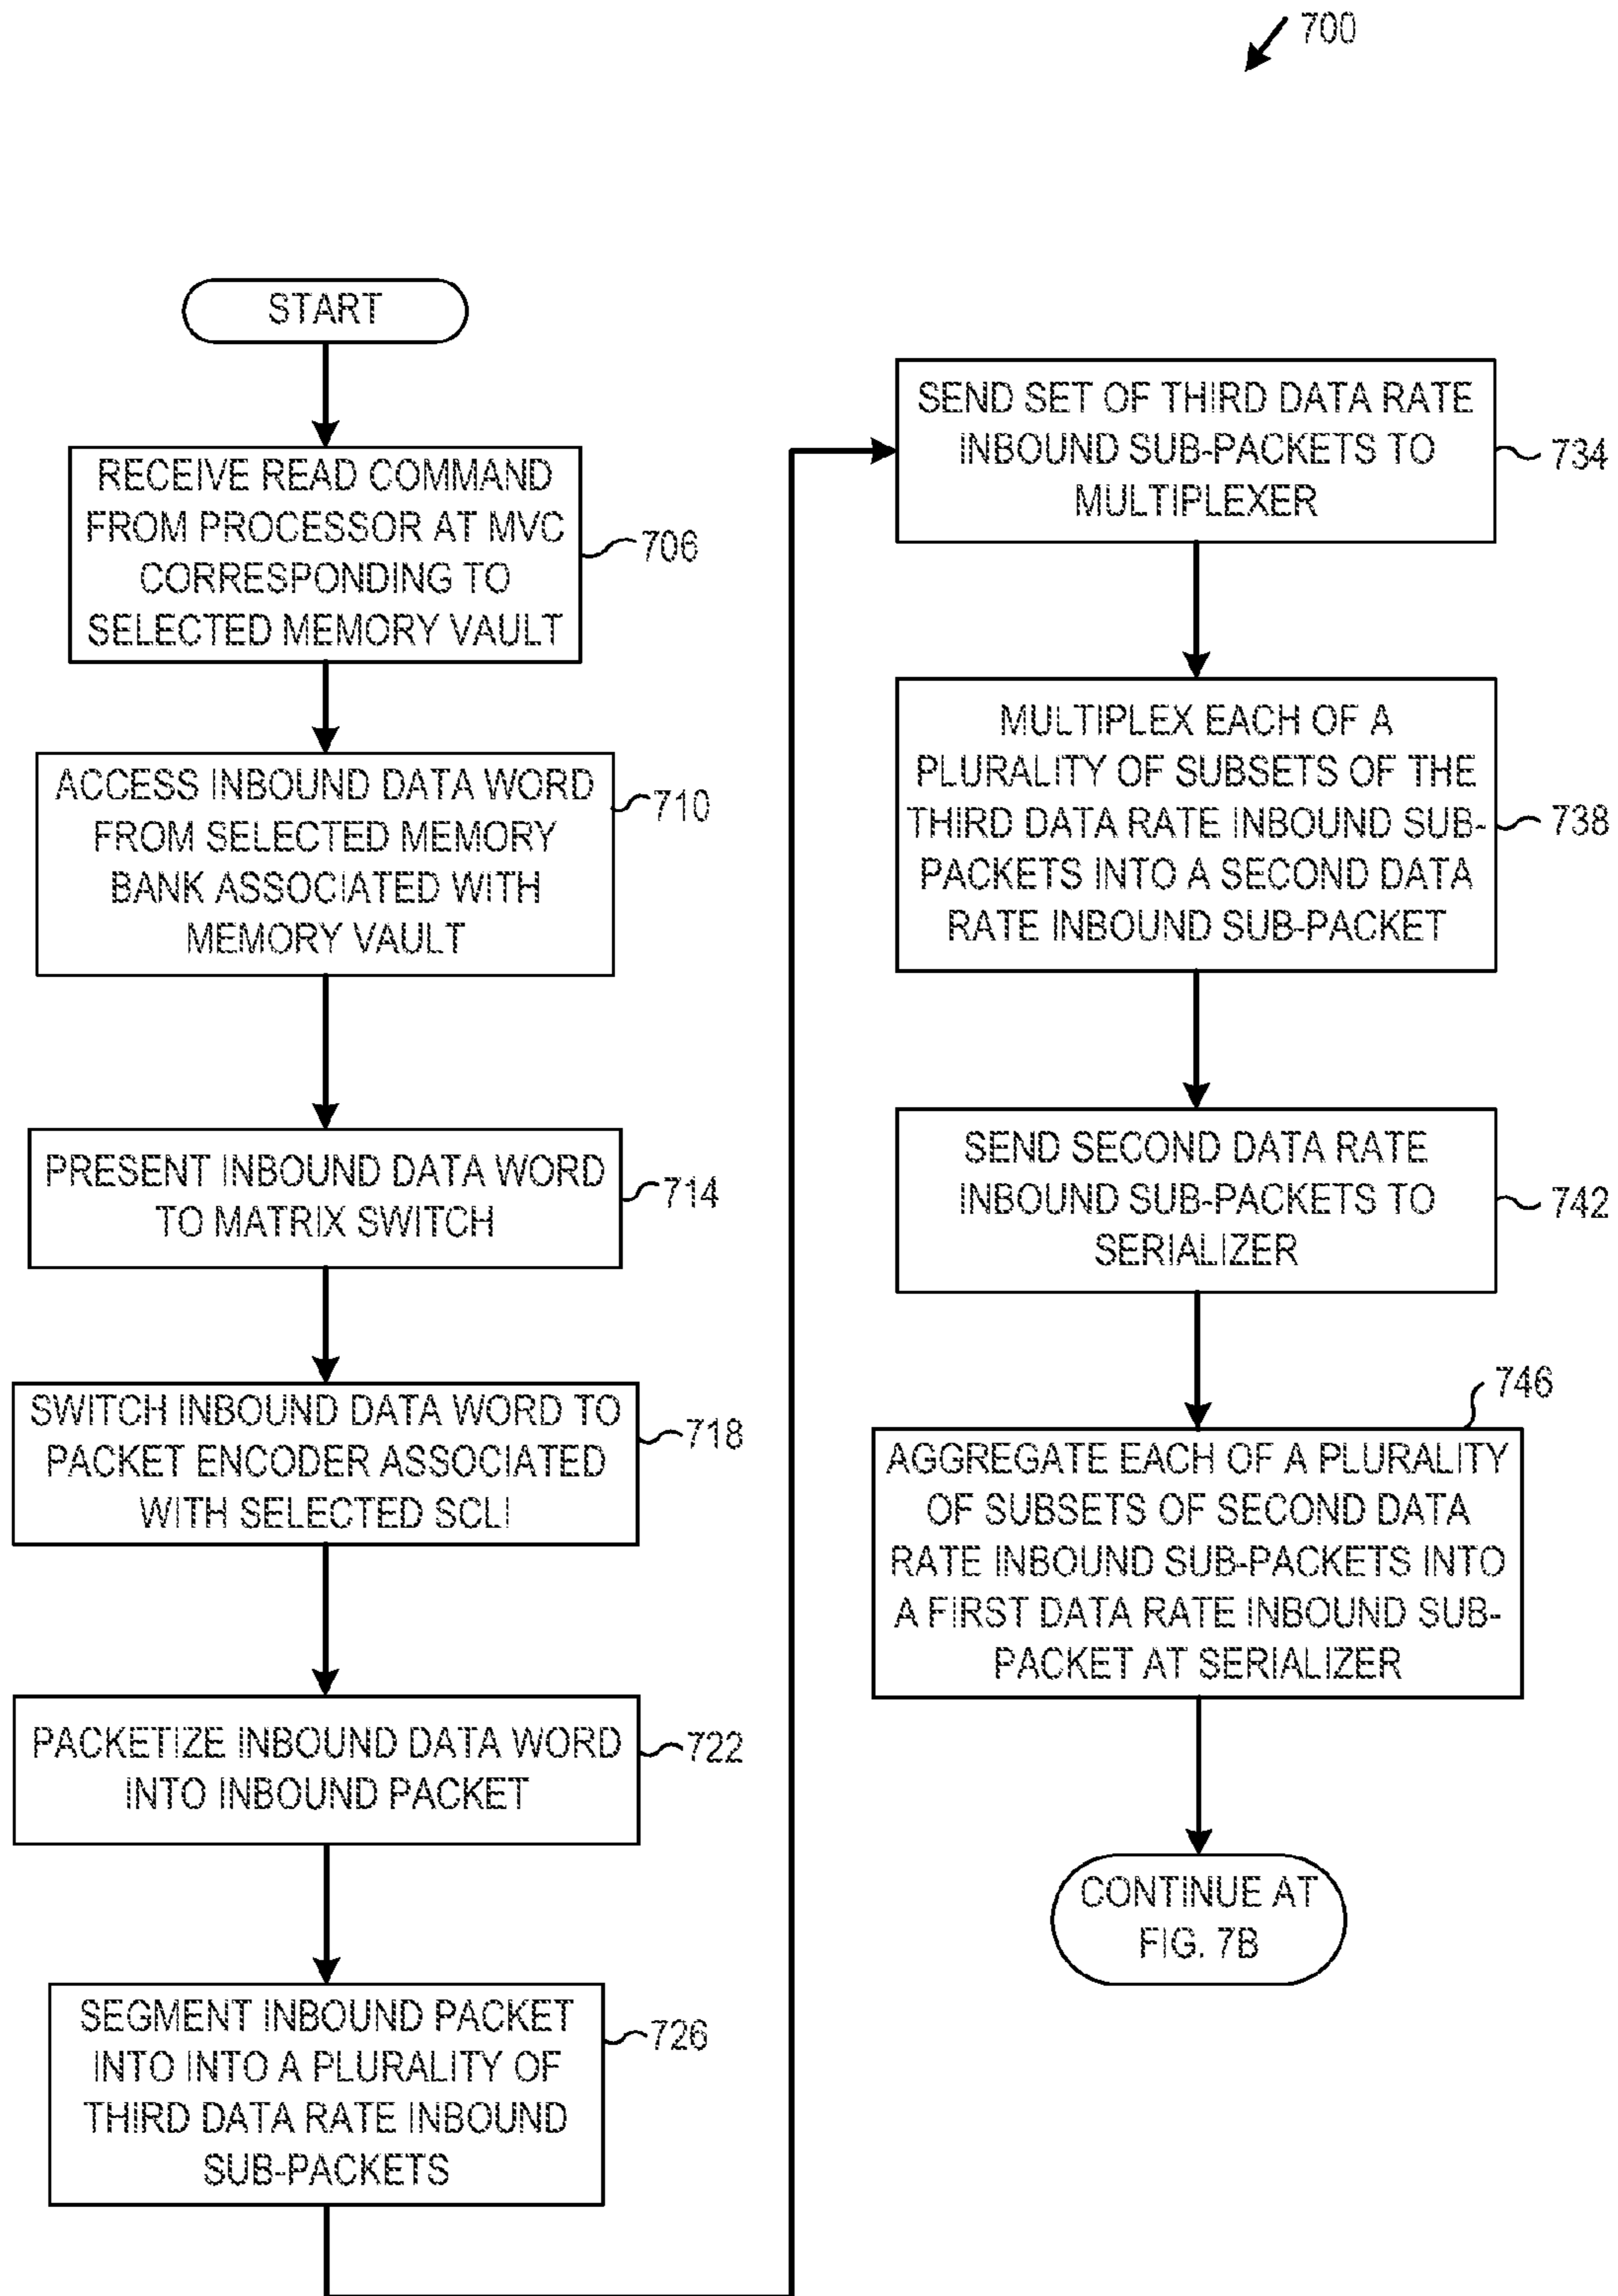 700
START
RECEIVE READ COMMAND
FROM PROCESSOR AT MVC
CORRESPONDING TO
SELECTED MEMORY VAULT
706
ACCESS INBOUND DATA WORD
FROM SELECTED MEMORY
BANK ASSOCIATED WITH
MEMORY VAULT
710
PRESENT INBOUND DATA WORD
TO MATRIX SWITCH
714
SWITCH INBOUND DATA WORD TO
PACKET ENCODER ASSOCIATED
WITH SELECTED SCLI
718
PACKETIZE INBOUND DATA WORD
INTO INBOUND PACKET
722
SEGMENT INBOUND PACKET
INTO INTO A PLURALITY OF
THIRD DATA RATE INBOUND
SUB-PACKETS
726
SEND SET OF THIRD DATA RATE
INBOUND SUB-PACKETS TO
MULTIPLEXER
734
MULTIPLEX EACH OF A
PLURALITY OF SUBSETS OF THE
THIRD DATA RATE INBOUND SUB-
PACKETS INTO A SECOND DATA
RATE INBOUND SUB-PACKET
738
SEND SECOND DATA RATE
INBOUND SUB-PACKETS TO
SERIALIZER
742
746
AGGREGATE EACH OF A PLURALITY
OF SUBSETS OF SECOND DATA
RATE INBOUND SUB-PACKETS INTO
A FIRST DATA RATE INBOUND SUB-
PACKET AT SERIALIZER
CONTINUE AT
FIG. 7B